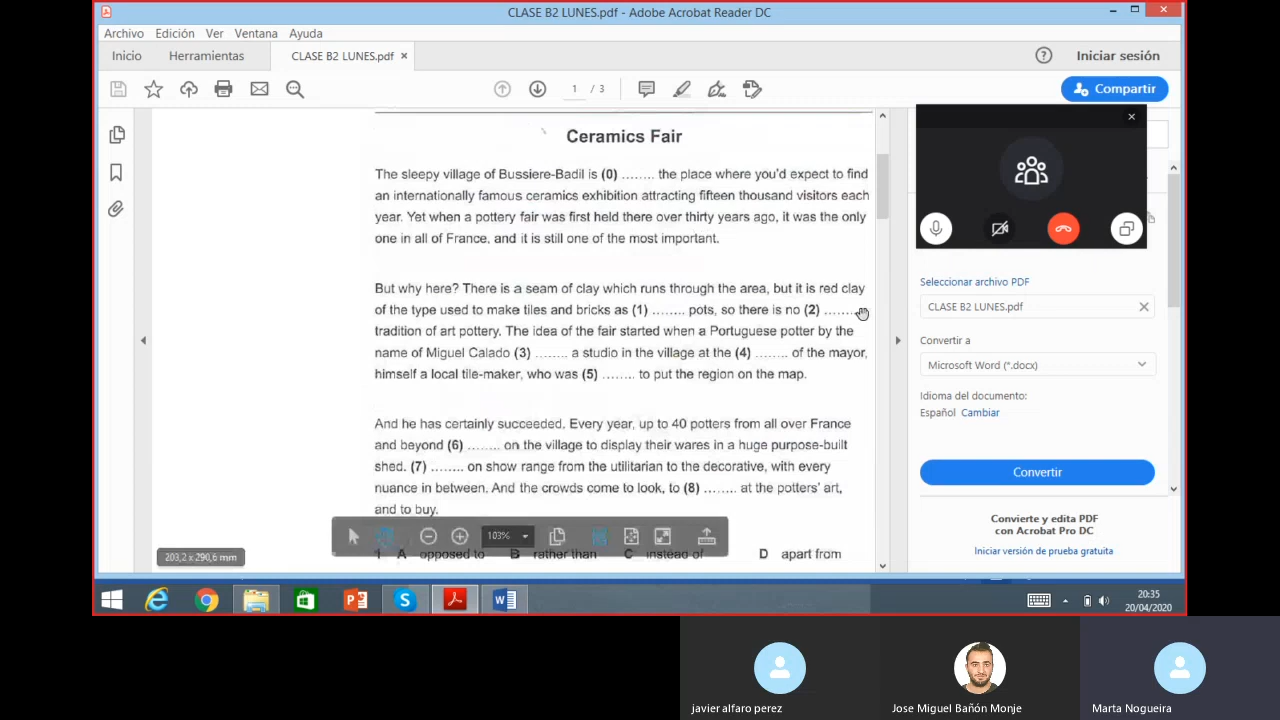 CLASE B2 LUNES.pdf - Adobe Acrobat Reader DC
Archivo Edición Ver Ventana Ayuda
Inicio Herramientas CLASE B2 LUNES.pdf × Iniciar sesión
1 / 3 Compartir
Ceramics Fair
The sleepy village of Bussiere-Badil is (0) ........ the place where you'd expect to find
an internationally famous ceramics exhibition attracting fifteen thousand visitors each
year. Yet when a pottery fair was first held there over thirty years ago, it was the only
one in all of France, and it is still one of the most important.
But why here? There is a seam of clay which runs through the area, but it is red clay
of the type used to make tiles and bricks as (1) ........ pots, so there is no (2) ........
tradition of art pottery. The idea of the fair started when a Portuguese potter by the
name of Miguel Calado (3) ........ a studio in the village at the (4) ........ of the mayor,
himself a local tile-maker, who was (5) ........ to put the region on the map.
And he has certainly succeeded. Every year, up to 40 potters from all over France
and beyond (6) ........ on the village to display their wares in a huge purpose-built
shed. (7) ........ on show range from the utilitarian to the decorative, with every
nuance in between. And the crowds come to look, to (8) ........ at the potters' art,
and to buy.
1 A opposed to B rather than C instead of D apart from
103%
203,2 x 290,6 mm
Seleccionar archivo PDF
CLASE B2 LUNES.pdf
Convertir a
Microsoft Word (*.docx)
Idioma del documento:
Español Cambiar
Convertir
Convierte y edita PDF
con Acrobat Pro DC
Iniciar versión de prueba gratuita
20:35
20/04/2020
javier alfaro perez
Jose Miguel Bañón Monje
Marta Nogueira